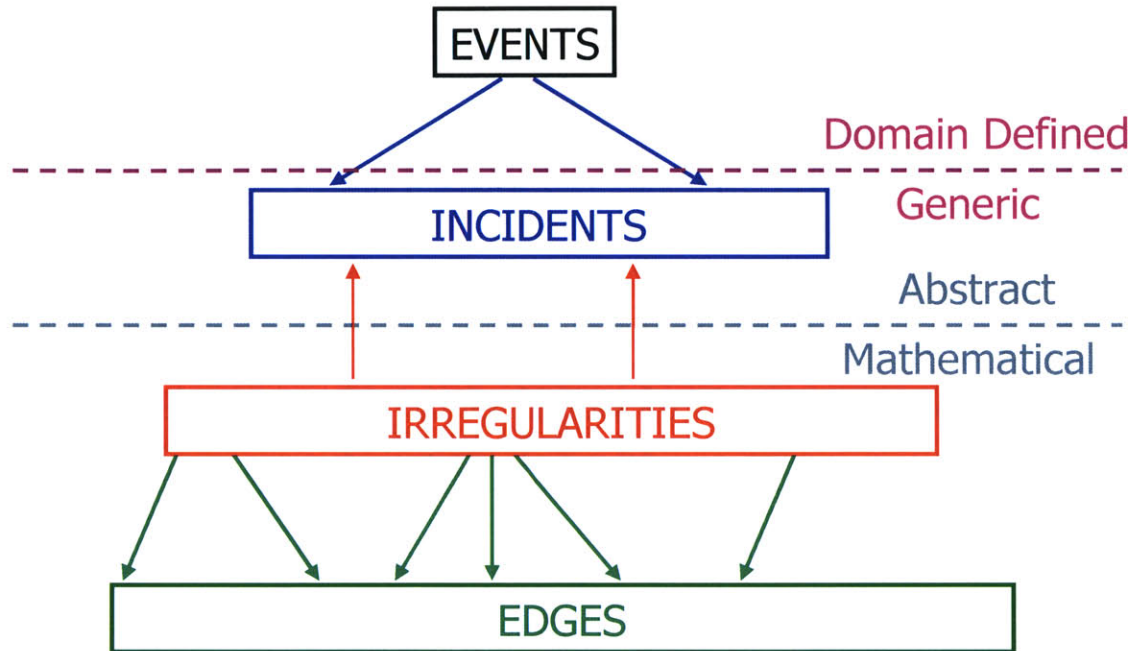 EVENTS
Domain Defined
Generic
INCIDENTS
Abstract
Mathematical
IRREGULARITIES
EDGES